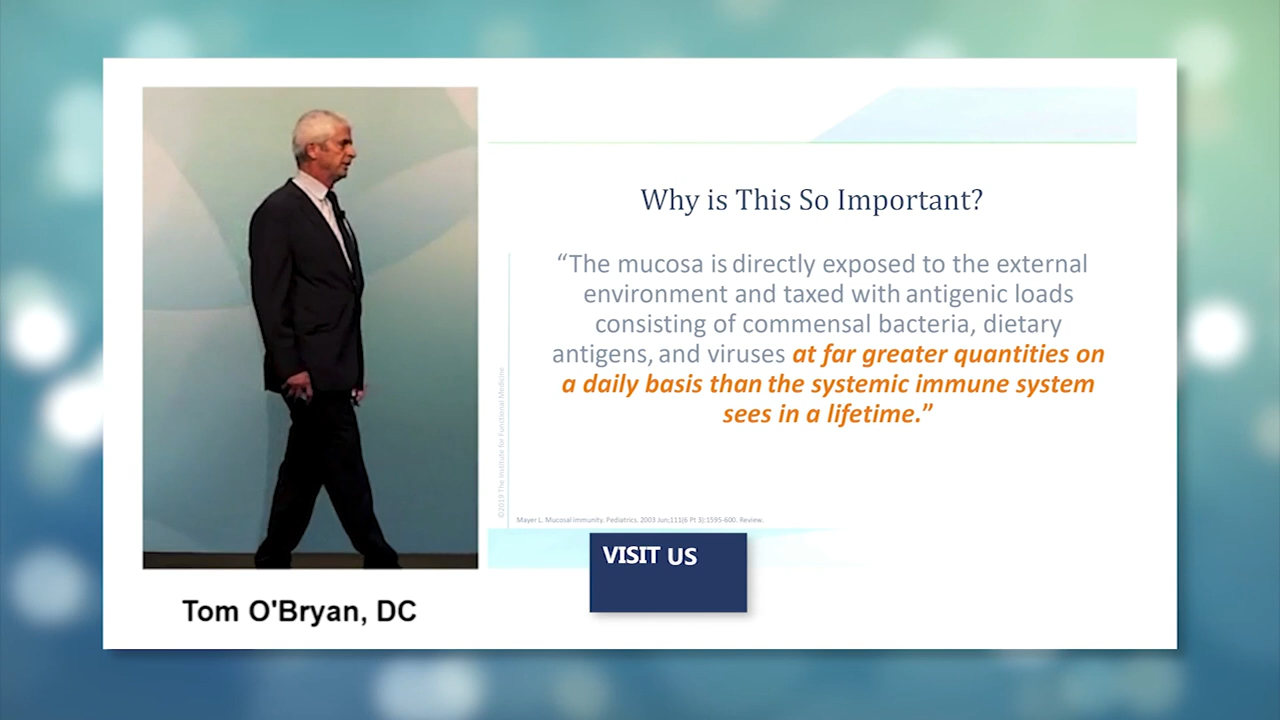 Why is This So Important?
“The mucosa is directly exposed to the external
environment and taxed with antigenic loads
consisting of commensal bacteria, dietary
antigens, and viruses at far greater quantities on
a daily basis than the systemic immune system
sees in a lifetime.”
©2019 The Institute for Functional Medicine
Mayer L. Mucosal immunity. Pediatrics. 2003 Jun;111(6 Pt 3):1595-600. Review.
VISIT US
Tom O'Bryan, DC